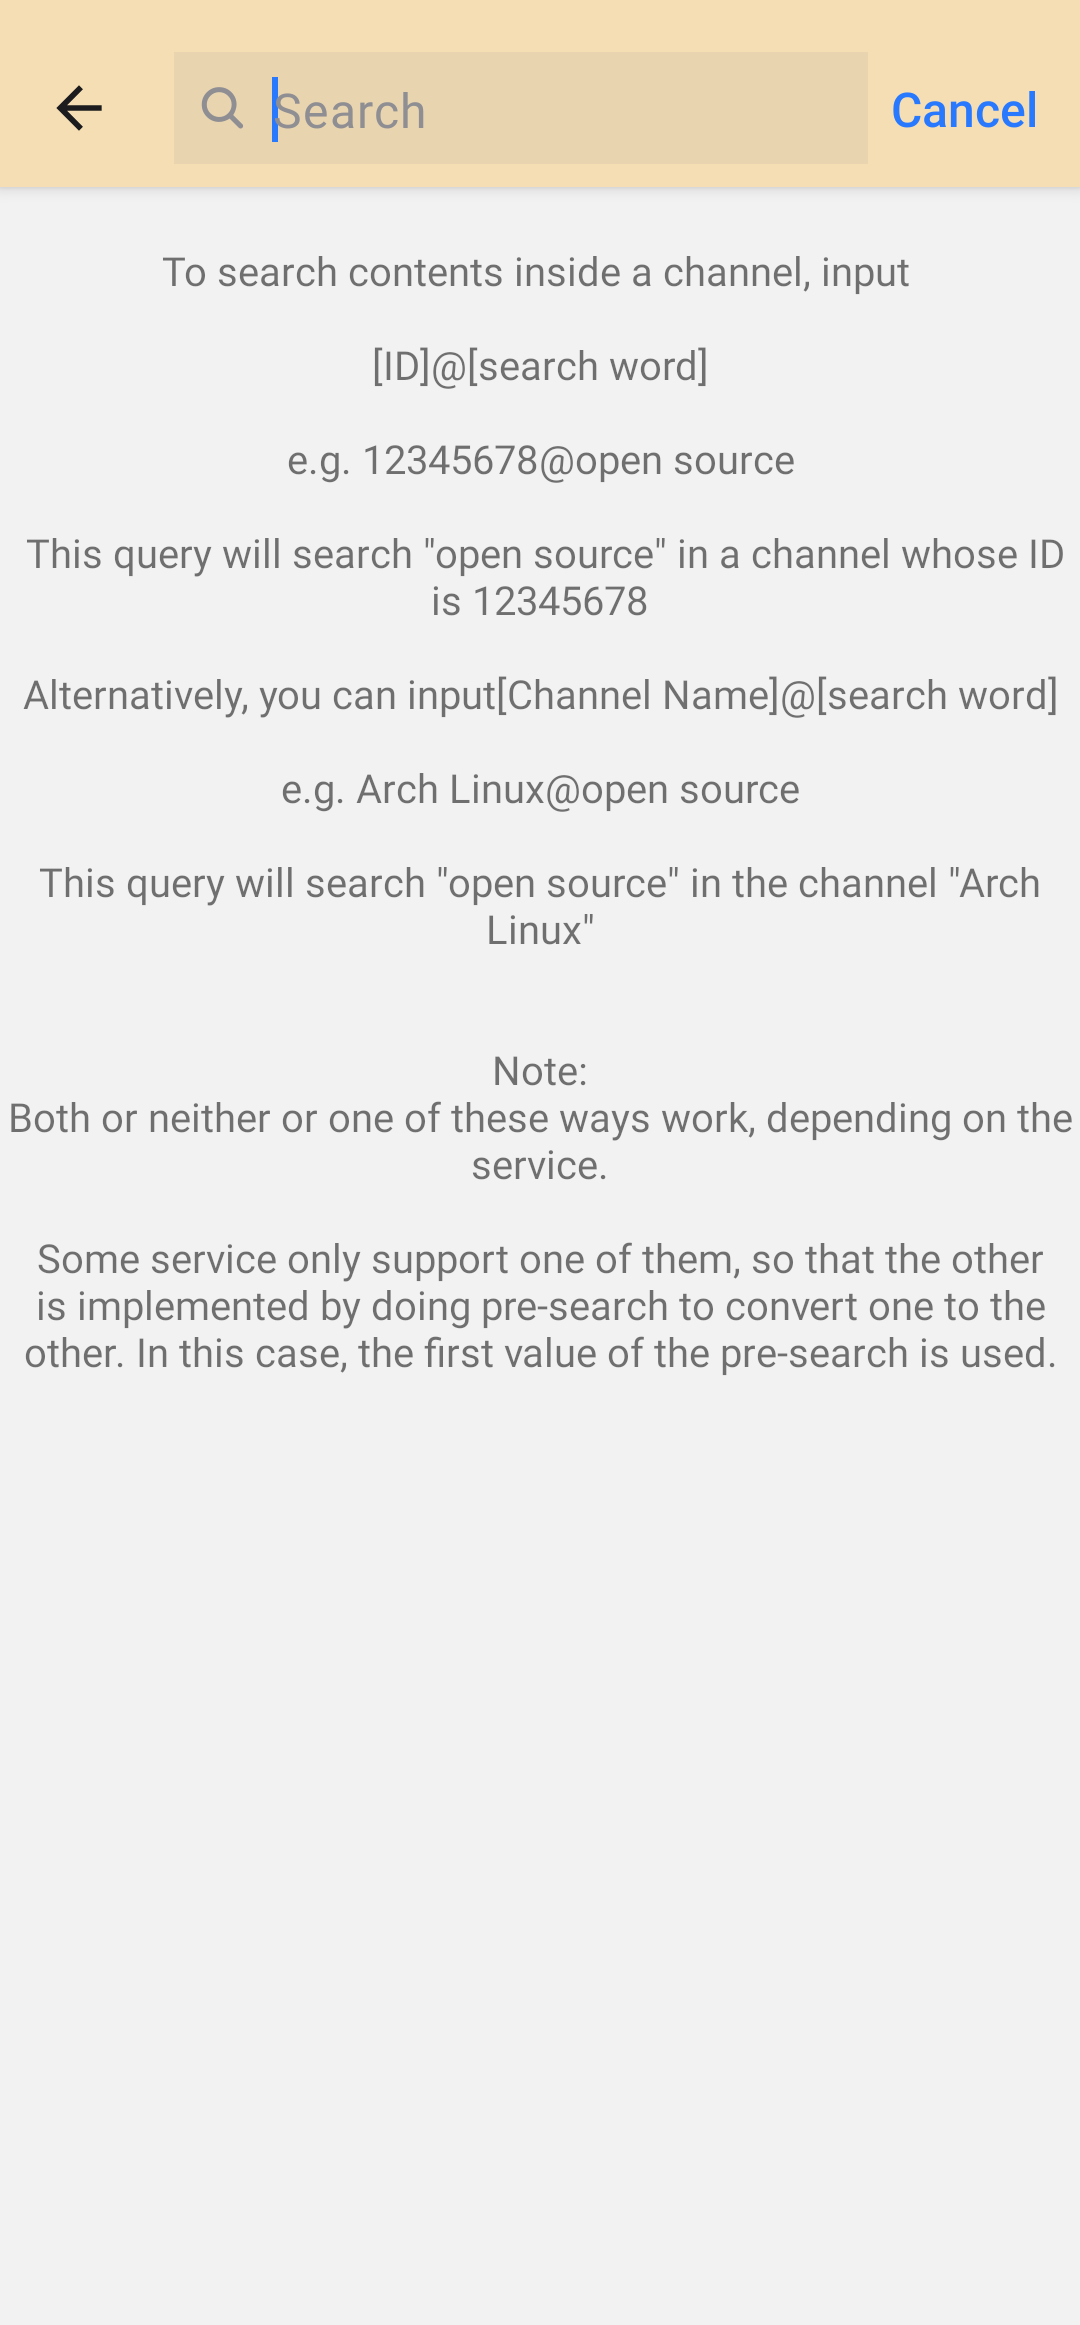 Search
Cancel
To search contents inside a channel, input
[ID]@[search word]
e.g. 12345678@open source
This query will search "open source" in a channel whose ID
is 12345678
Alternatively, you can input[Channel Name]@[search word]
e.g. Arch Linux@open source
This query will search "open source" in the channel "Arch
Linux"
Note:
Both or neither or one of these ways work, depending on the
service.
Some service only support one of them, so that the other
is implemented by doing pre-search to convert one to the
other. In this case, the first value of the pre-search is used.